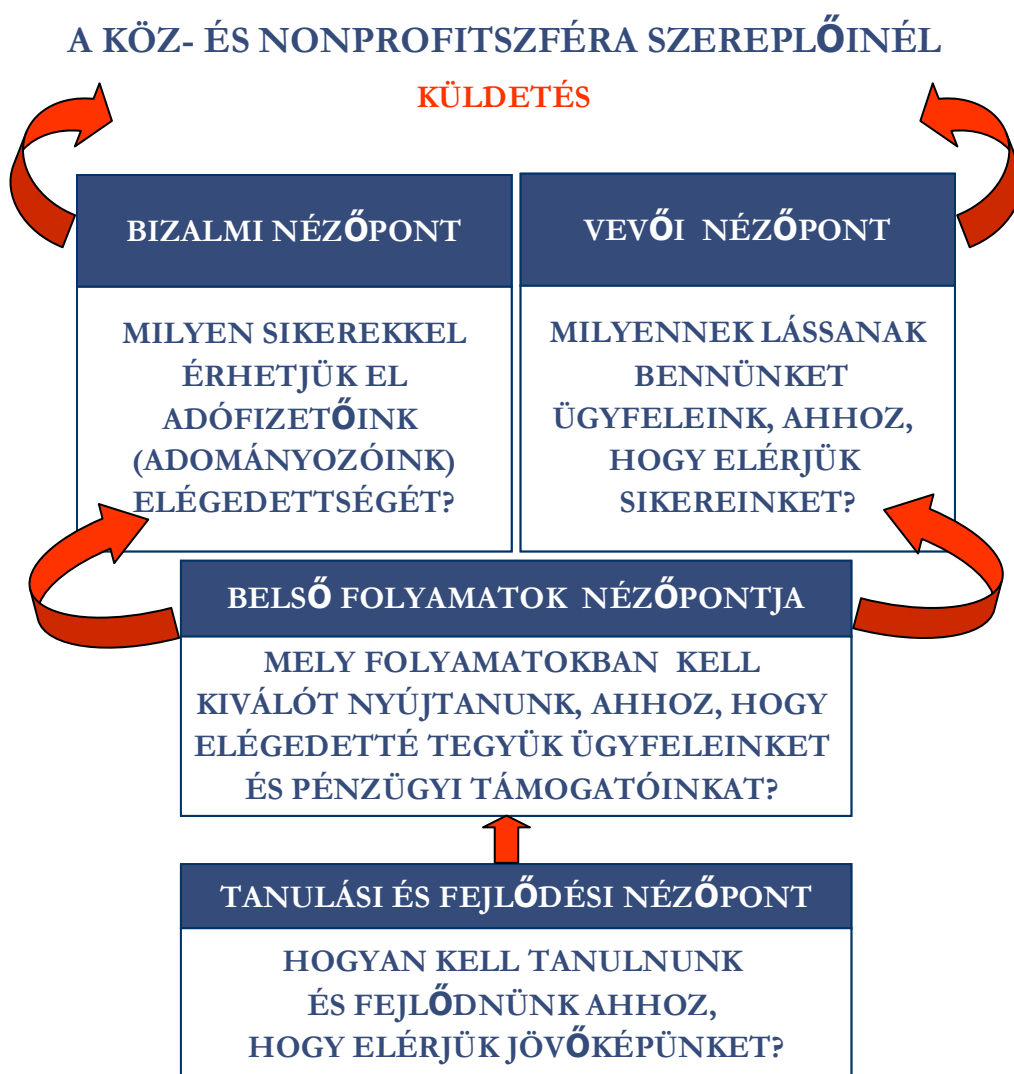 A KÖZ- ÉS NONPROFITSZFÉRA SZEREPLŐINÉL
KÜLDETÉS
BIZALMI NÉZŐPONT
MILYEN SIKEREKKEL
ÉRHETJÜK EL
ADÓFIZETŐINK
(ADOMÁNYOZÓINK)
ELÉGEDETTSÉGÉT?
VEVŐI NÉZŐPONT
MILYENNEK LÁSSANAK
BENNÜNKET
ÜGYFELEINK, AHHOZ,
HOGY ELÉRJÜK
SIKEREINKET?
BELSŐ FOLYAMATOK NÉZŐPONTJA
MELY FOLYAMATOKBAN KELL
KIVÁLÓT NYÚJTANUNK, AHHOZ, HOGY
ELÉGEDETTÉ TEGYÜK ÜGYFELEINKET
ÉS PÉNZÜGYI TÁMOGATÓINKAT?
TANULÁSI ÉS FEJLŐDÉSI NÉZŐPONT
HOGYAN KELL TANULNUNK
ÉS FEJLŐDNÜNK AHHOZ,
HOGY ELÉRJÜK JÖVŐKÉPÜNKET?